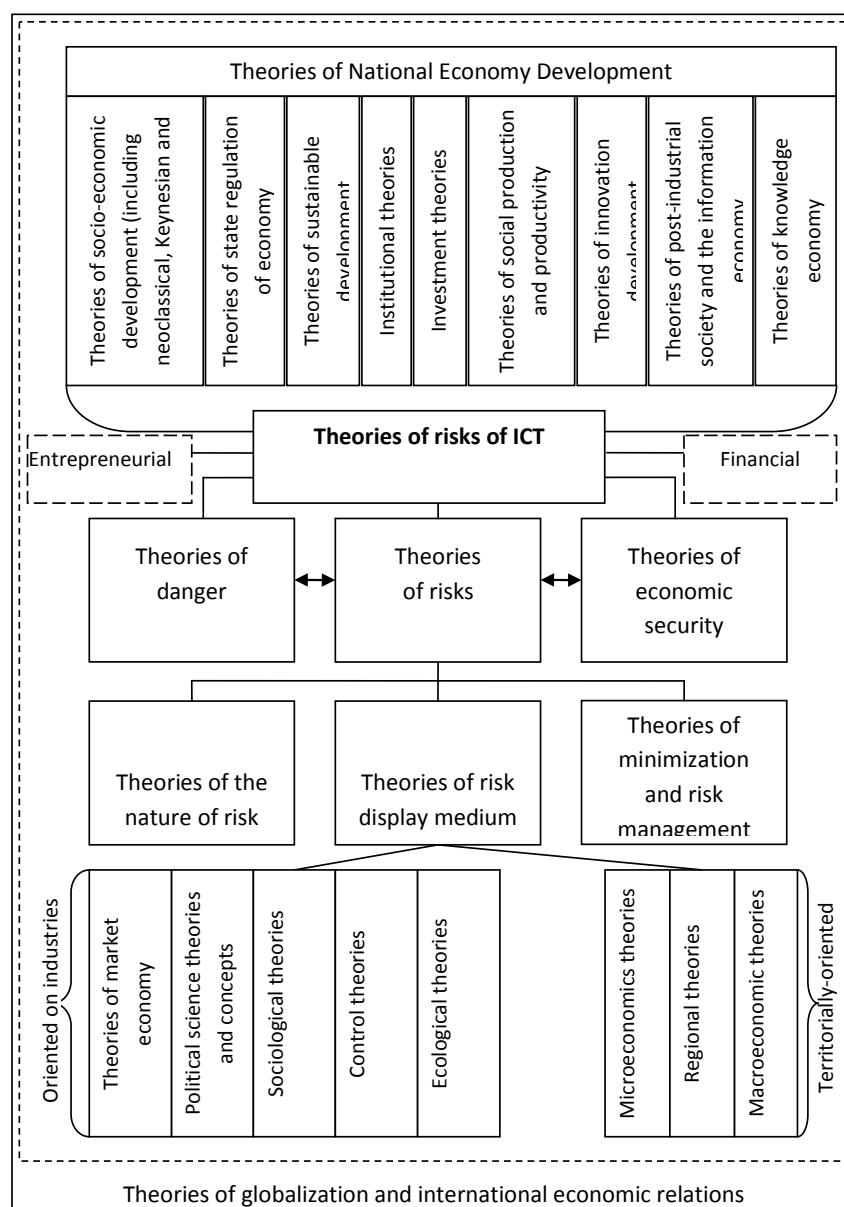 Theories of National Economy Development
Theories of socio-economic
development (including
neoclassical, Keynesian and
Theories of state regulation
of economy
Theories of sustainable
development
Institutional theories
Investment theories
Theories of social production
and productivity
Theories of innovation
development
Theories of post-industrial
society and the information
economy
Theories of knowledge
economy
Theories of risks of ICT
Entrepreneurial
Financial
Theories of
danger
Theories
of risks
Theories of
economic
security
Theories of the
nature of risk
Theories of risk
display medium
Theories of
minimization
and risk
management
Oriented on industries
Theories of market
economy
Political science theories
and concepts
Sociological theories
Control theories
Ecological theories
Microeconomics theories
Regional theories
Macroeconomic theories
Territorially-oriented
Theories of globalization and international economic relations